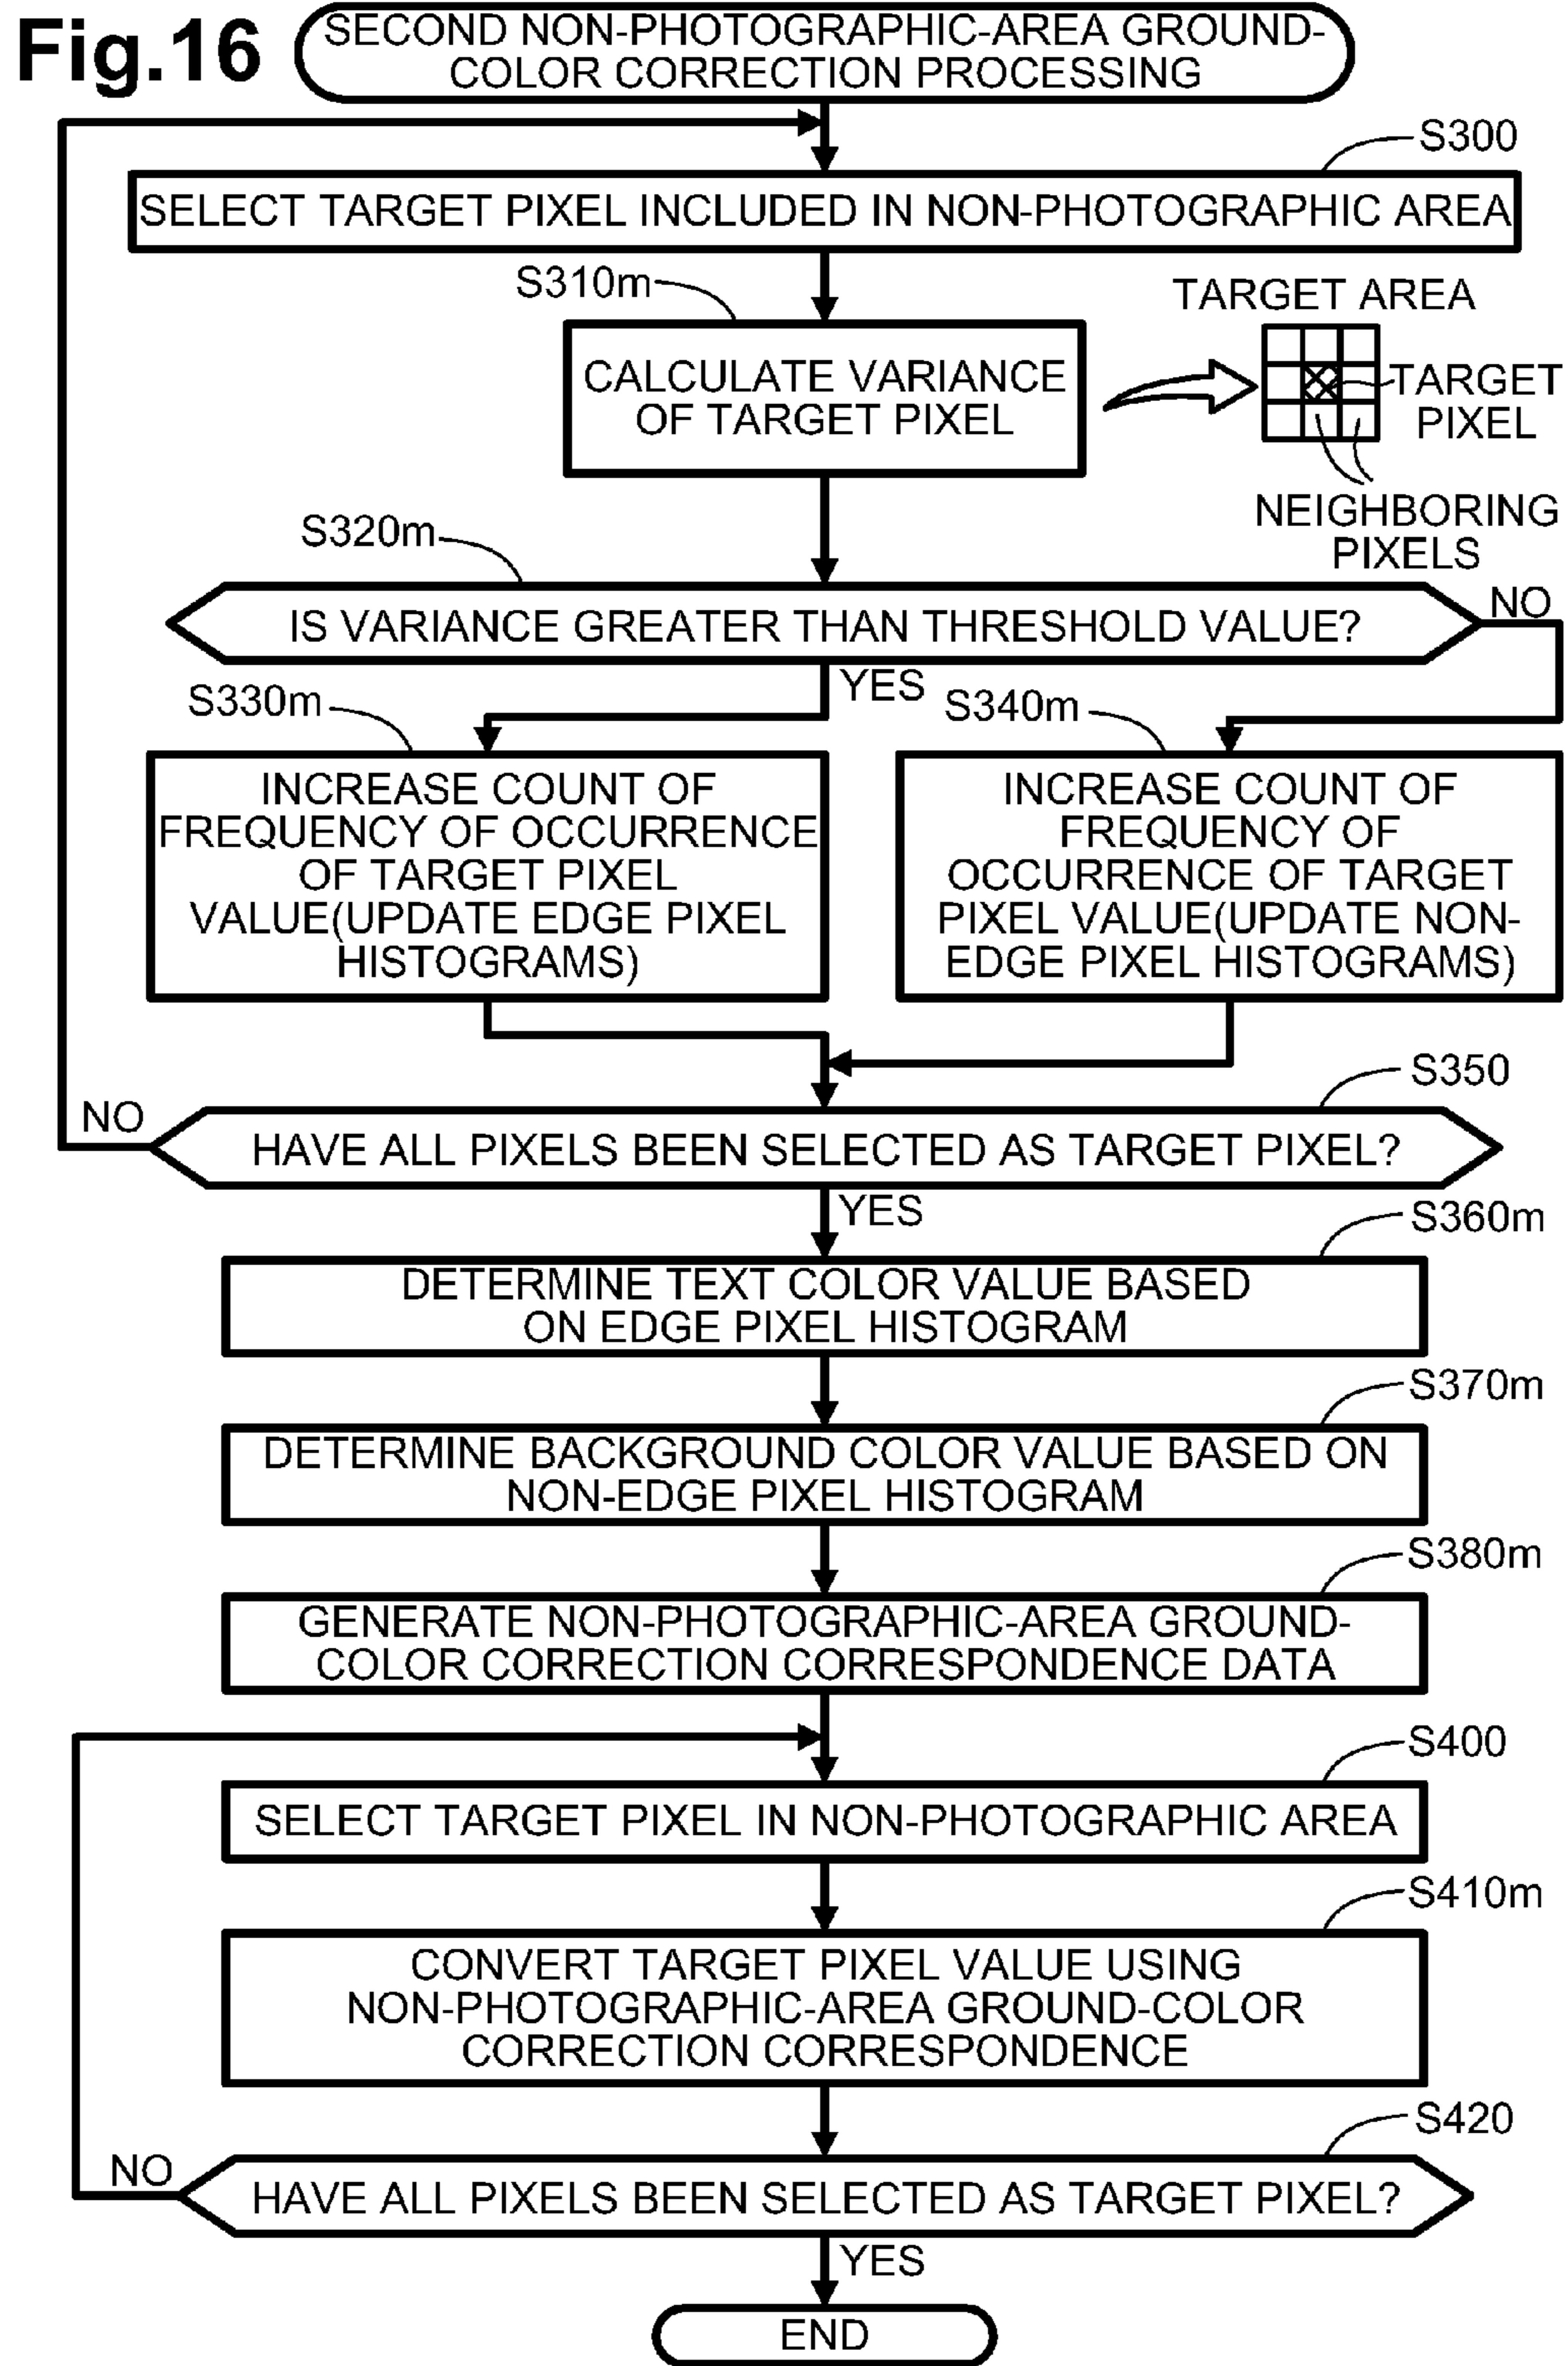 Fig.16
SECOND NON-PHOTOGRAPHIC-AREA GROUND-
COLOR CORRECTION PROCESSING
S300
SELECT TARGET PIXEL INCLUDED IN NON-PHOTOGRAPHIC AREA
S310m
CALCULATE VARIANCE
OF TARGET PIXEL
TARGET AREA
TARGET
PIXEL
NEIGHBORING
PIXELS
S320m
IS VARIANCE GREATER THAN THRESHOLD VALUE?
NO
YES
S330m
INCREASE COUNT OF
FREQUENCY OF OCCURRENCE
OF TARGET PIXEL
VALUE(UPDATE EDGE PIXEL
HISTOGRAMS)
S340m
INCREASE COUNT OF
FREQUENCY OF
OCCURRENCE OF TARGET
PIXEL VALUE(UPDATE NON-
EDGE PIXEL HISTOGRAMS)
S350
NO
HAVE ALL PIXELS BEEN SELECTED AS TARGET PIXEL?
YES
S360m
DETERMINE TEXT COLOR VALUE BASED
ON EDGE PIXEL HISTOGRAM
S370m
DETERMINE BACKGROUND COLOR VALUE BASED ON
NON-EDGE PIXEL HISTOGRAM
S380m
GENERATE NON-PHOTOGRAPHIC-AREA GROUND-
COLOR CORRECTION CORRESPONDENCE DATA
S400
SELECT TARGET PIXEL IN NON-PHOTOGRAPHIC AREA
S410m
CONVERT TARGET PIXEL VALUE USING
NON-PHOTOGRAPHIC-AREA GROUND-COLOR
CORRECTION CORRESPONDENCE
S420
NO
HAVE ALL PIXELS BEEN SELECTED AS TARGET PIXEL?
YES
END